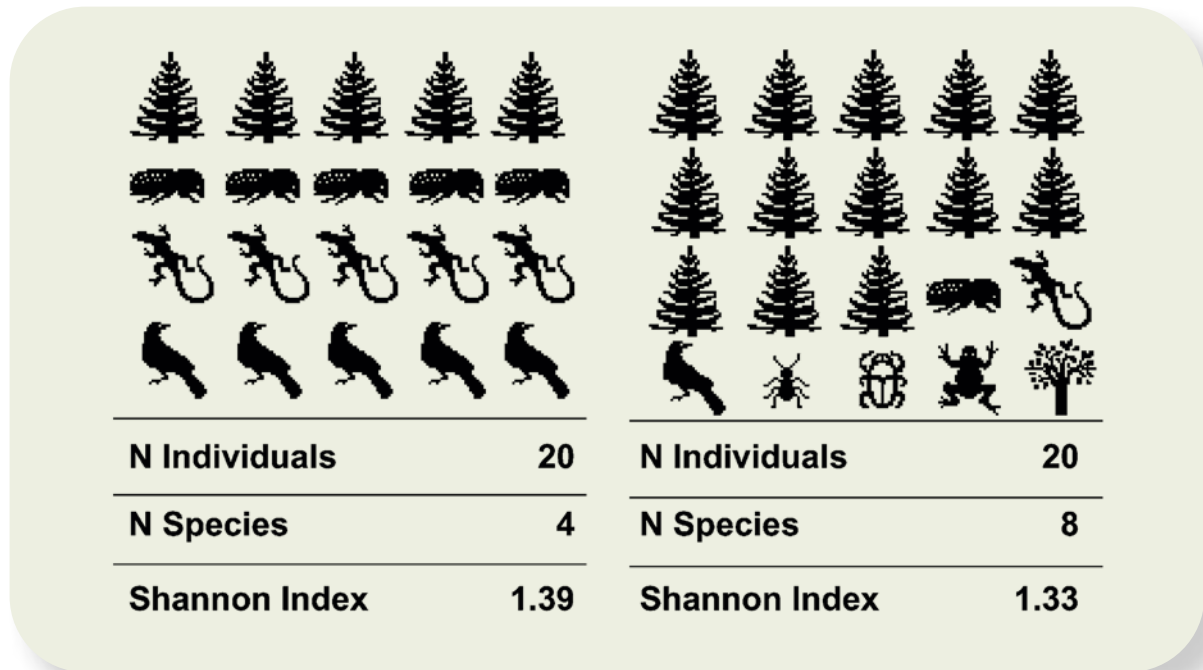 N Individuals 20
N Species 4
Shannon Index 1.39
N Individuals 20
N Species 8
Shannon Index 1.33